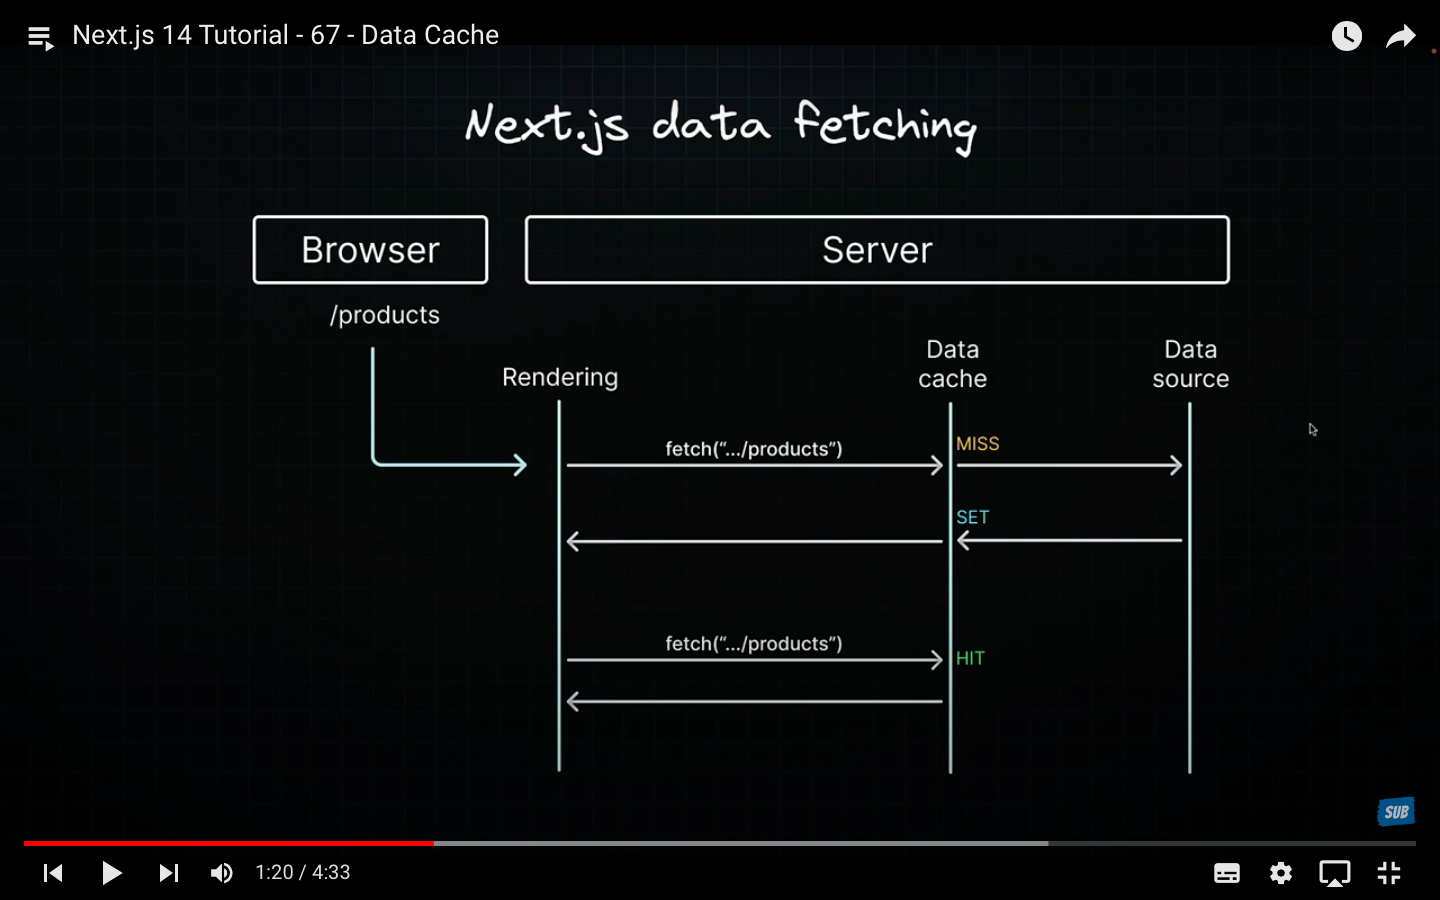 Next.js 14 Tutorial - 67 - Data Cache
Next.js data fetching
Browser
Server
/products
Rendering
Data
cache
Data
source
fetch(“.../products”)
MISS
SET
fetch(“.../products”)
HIT
SUB
1:20 / 4:33